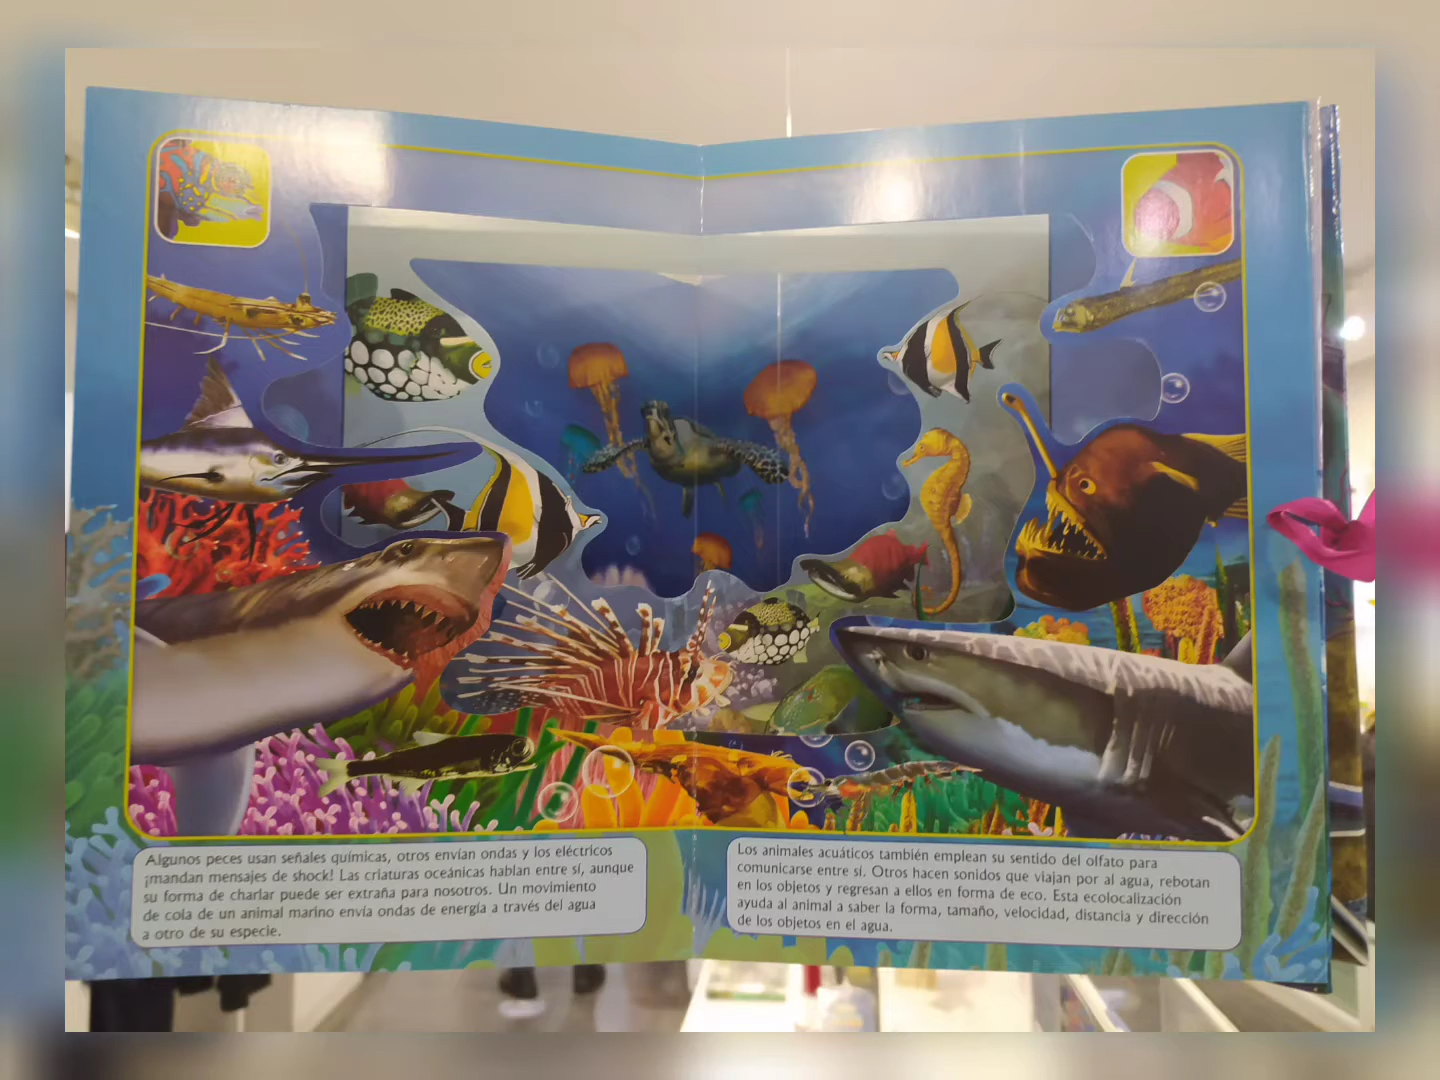 Algunos peces usan señales químicas, otros envían ondas y los eléctricos
¡mandan mensajes de shock! Las criaturas oceánicas hablan entre sí, aunque
su forma de charlar puede ser extraña para nosotros. Un movimiento
de cola de un animal marino envía ondas de energía a través del agua
a otro de su especie.
Los animales acuáticos también emplean su sentido del olfato para
comunicarse entre sí. Otros hacen sonidos que viajan por al agua, rebotan
en los objetos y regresan a ellos en forma de eco. Esta ecolocalización
ayuda al animal a saber la forma, tamaño, velocidad, distancia y dirección
de los objetos en el agua.